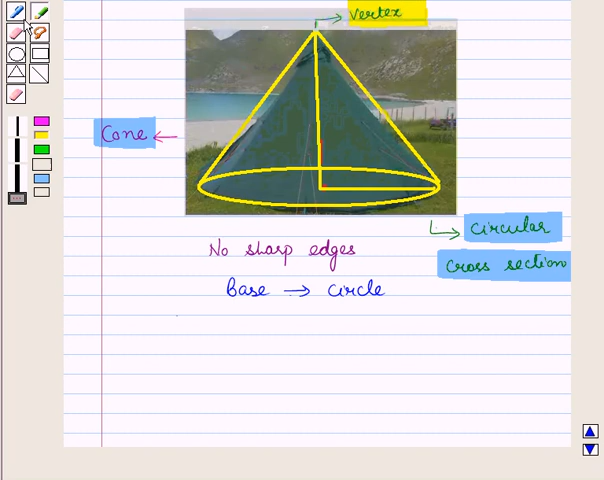 Vertex
Cone
Circular
Cross section
No sharp edges
Base → circle